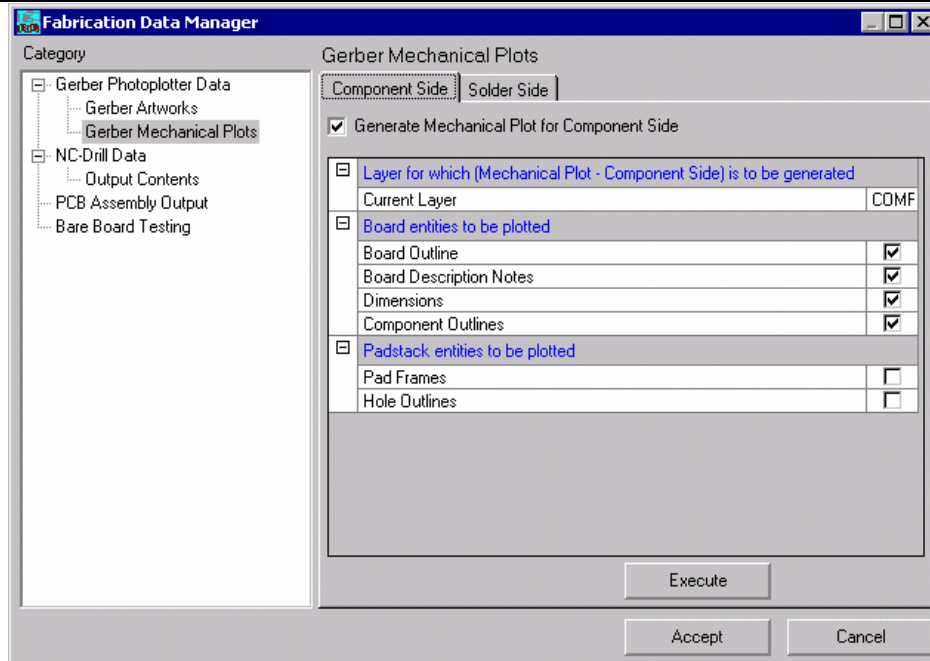 Fabrication Data Manager
Category
Gerber Photoplotter Data
Gerber Artworks
Gerber Mechanical Plots
NC-Drill Data
Output Contents
PCB Assembly Output
Bare Board Testing
Gerber Mechanical Plots
Component Side Solder Side
Generate Mechanical Plot for Component Side
Layer for which (Mechanical Plot - Component Side) is to be generated
Current Layer COMF
Board entities to be plotted
Board Outline
Board Description Notes
Dimensions
Component Outlines
Padstack entities to be plotted
Pad Frames
Hole Outlines
Execute
Accept Cancel